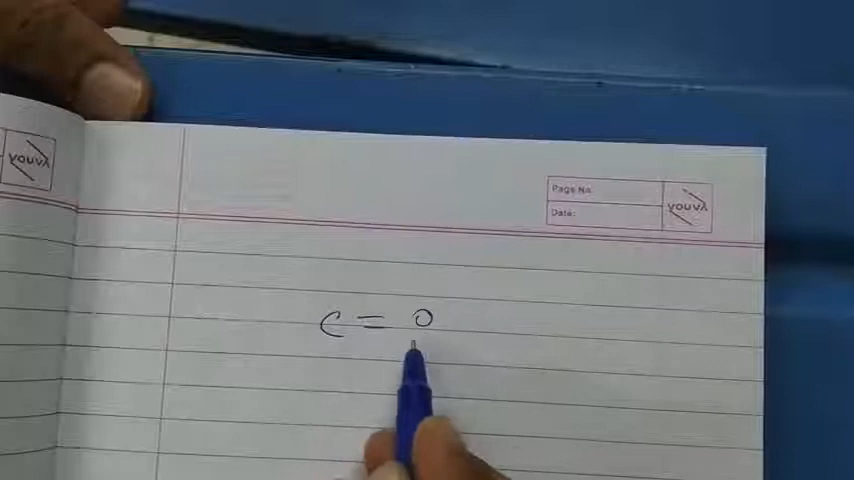 YOUVA
Page No.
Date:
YOUVA
e = 0